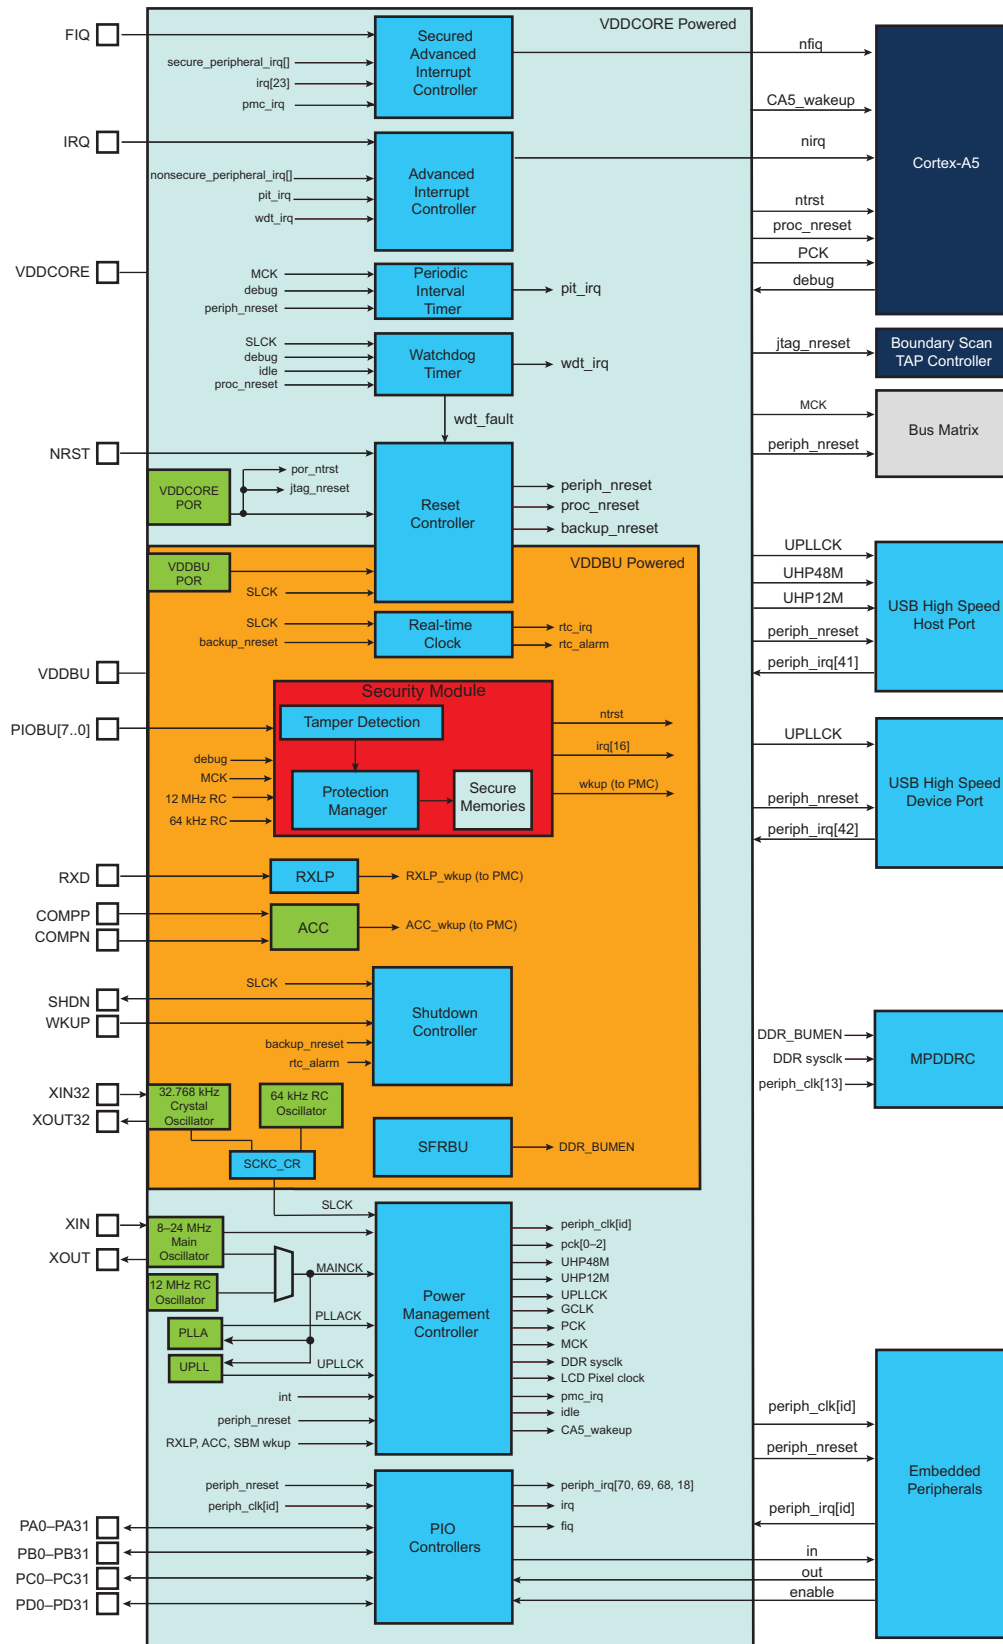 VDDCORE Powered
FIQ
secure_peripheral_irq[]
irq[23]
pmc_irq
Secured
Advanced
Interrupt
Controller
nfiq
CA5_wakeup
IRQ
nonsecure_peripheral_irq[]
pit_irq
wdt_irq
Advanced
Interrupt
Controller
nirq
Cortex-A5
ntrst
proc_nreset
PCK
debug
VDDCORE
MCK
debug
periph_nreset
Periodic
Interval
Timer
pit_irq
SLCK
debug
idle
proc_nreset
Watchdog
Timer
wdt_irq
wdt_fault
jtag_nreset
Boundary Scan
TAP Controller
MCK
periph_nreset
Bus Matrix
NRST
VDDCORE
POR
por_ntrst
jtag_nreset
Reset
Controller
periph_nreset
proc_nreset
backup_nreset
VDDBU Powered
VDDBU
POR
SLCK
UPLLCK
UHP48M
UHP12M
periph_nreset
periph_irq[41]
USB High Speed
Host Port
SLCK
backup_nreset
Real-time
Clock
rtc_irq
rtc_alarm
VDDBU
PIOBU[7..0]
Security Module
Tamper Detection
Protection
Manager
Secure
Memories
debug
MCK
12 MHz RC
64 kHz RC
ntrst
irq[16]
wkup (to PMC)
UPLLCK
periph_nreset
periph_irq[42]
USB High Speed
Device Port
RXD
RXLP
RXLP_wkup (to PMC)
COMPP
COMPN
ACC
ACC_wkup (to PMC)
SHDN
WKUP
SLCK
backup_nreset
rtc_alarm
Shutdown
Controller
DDR_BUMEN
DDR sysclk
periph_clk[13]
MPDDRC
XIN32
XOUT32
32.768 kHz
Crystal
Oscillator
64 kHz RC
Oscillator
SCKC_CR
SFRBU
DDR_BUMEN
SLCK
XIN
XOUT
8–24 MHz
Main
Oscillator
12 MHz RC
Oscillator
MAINCK
PLLACK
PLLA
UPLL
UPLLCK
int
periph_nreset
RXLP, ACC, SBM wkup
Power
Management
Controller
periph_clk[id]
pck[0–2]
UHP48M
UHP12M
UPLLCK
GCLK
PCK
MCK
DDR sysclk
LCD Pixel clock
pmc_irq
idle
CA5_wakeup
periph_clk[id]
periph_nreset
periph_irq[id]
in
out
enable
Embedded
Peripherals
periph_nreset
periph_clk[id]
PIO
Controllers
periph_irq[70, 69, 68, 18]
irq
fiq
PA0–PA31
PB0–PB31
PC0–PC31
PD0–PD31